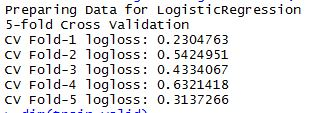 Preparing Data for LogisticRegression
5-fold Cross Validation
CV Fold-1 logloss: 0.2304763
CV Fold-2 logloss: 0.5424951
CV Fold-3 logloss: 0.4334067
CV Fold-4 logloss: 0.6321418
CV Fold-5 logloss: 0.3137266
> dim(train_valid)